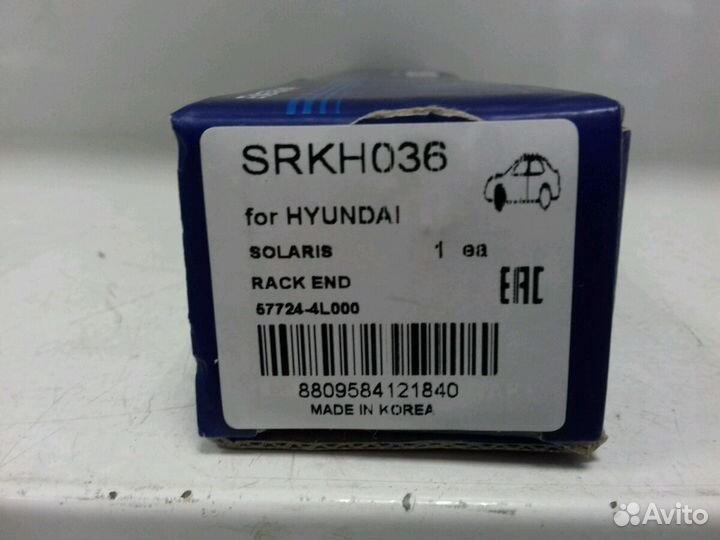 SRKH036
for HYUNDAI
SOLARIS 1 ea
RACK END
57724-4L000
EAC
8809584121840
MADE IN KOREA
Avito